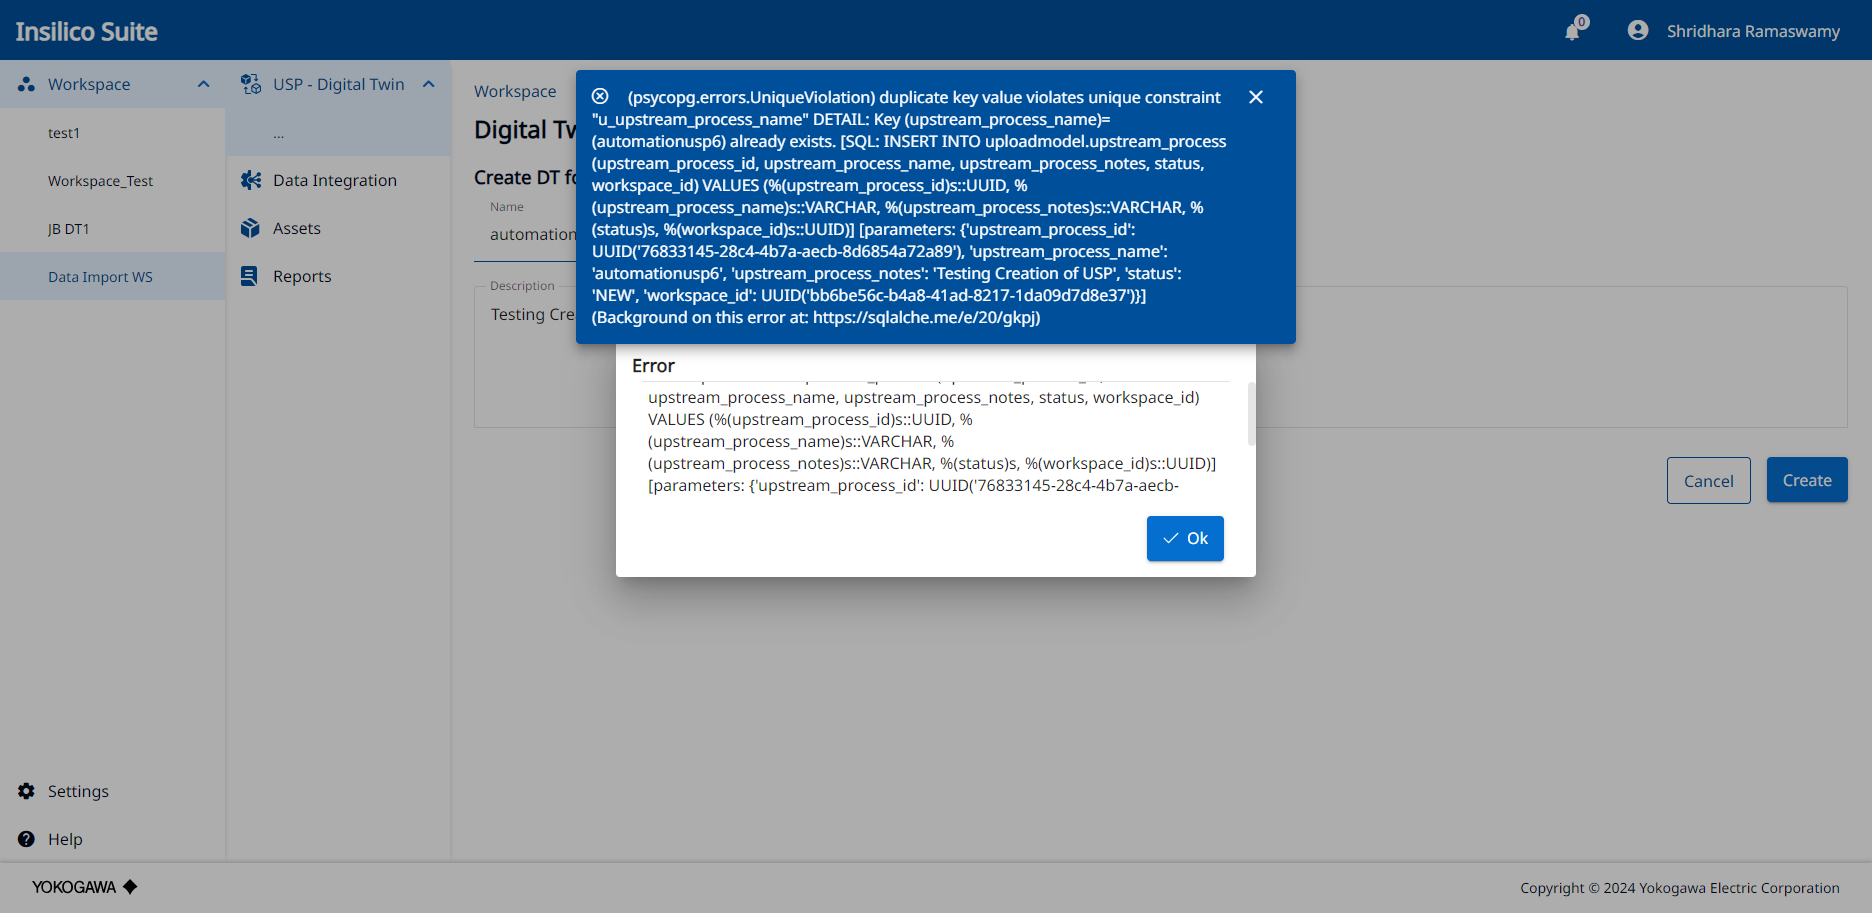 Insilico Suite
0
Shridhara Ramaswamy
Workspace
test1
Workspace_Test
JB DT1
Data Import WS
Settings
Help
USP - Digital Twin
...
Data Integration
Assets
Reports
Workspace
Digital Tw
Create DT fo
Name
automation
Description
Testing Cre
(psycopg.errors.UniqueViolation) duplicate key value violates unique constraint
"u_upstream_process_name" DETAIL: Key (upstream_process_name)=
(automationusp6) already exists. [SQL: INSERT INTO uploadmodel.upstream_process
(upstream_process_id, upstream_process_name, upstream_process_notes, status,
workspace_id) VALUES (%(upstream_process_id)s::UUID, %
(upstream_process_name)s::VARCHAR, %(upstream_process_notes)s::VARCHAR, %
(status)s, %(workspace_id)s::UUID)] [parameters: {'upstream_process_id':
UUID('76833145-28c4-4b7a-aecb-8d6854a72a89'), 'upstream_process_name':
'automationusp6', 'upstream_process_notes': 'Testing Creation of USP', 'status':
'NEW', 'workspace_id': UUID('bb6be56c-b4a8-41ad-8217-1da09d7d8e37')}]
(Background on this error at: https://sqlalche.me/e/20/gkpj)
Error
upstream_process_name, upstream_process_notes, status, workspace_id)
VALUES (%(upstream_process_id)s::UUID, %
(upstream_process_name)s::VARCHAR, %
(upstream_process_notes)s::VARCHAR, %(status)s, %(workspace_id)s::UUID)]
[parameters: {'upstream_process_id': UUID('76833145-28c4-4b7a-aecb-
Ok
Cancel
Create
YOKOGAWA
Copyright © 2024 Yokogawa Electric Corporation